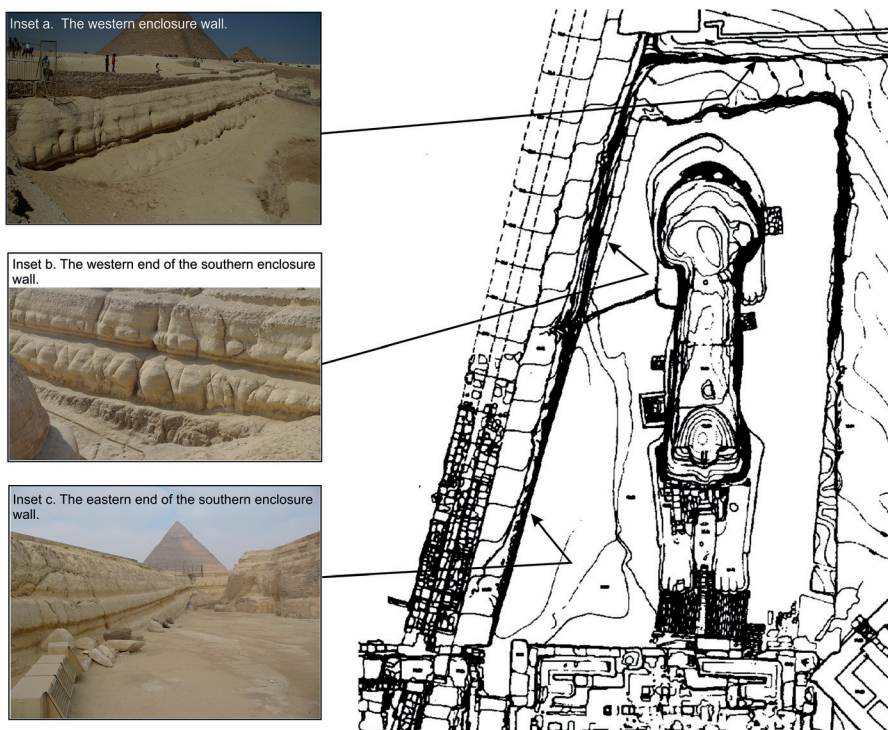 Inset a. The western enclosure wall.
Inset b. The western end of the southern enclosure
wall.
Inset c. The eastern end of the southern enclosure
wall.